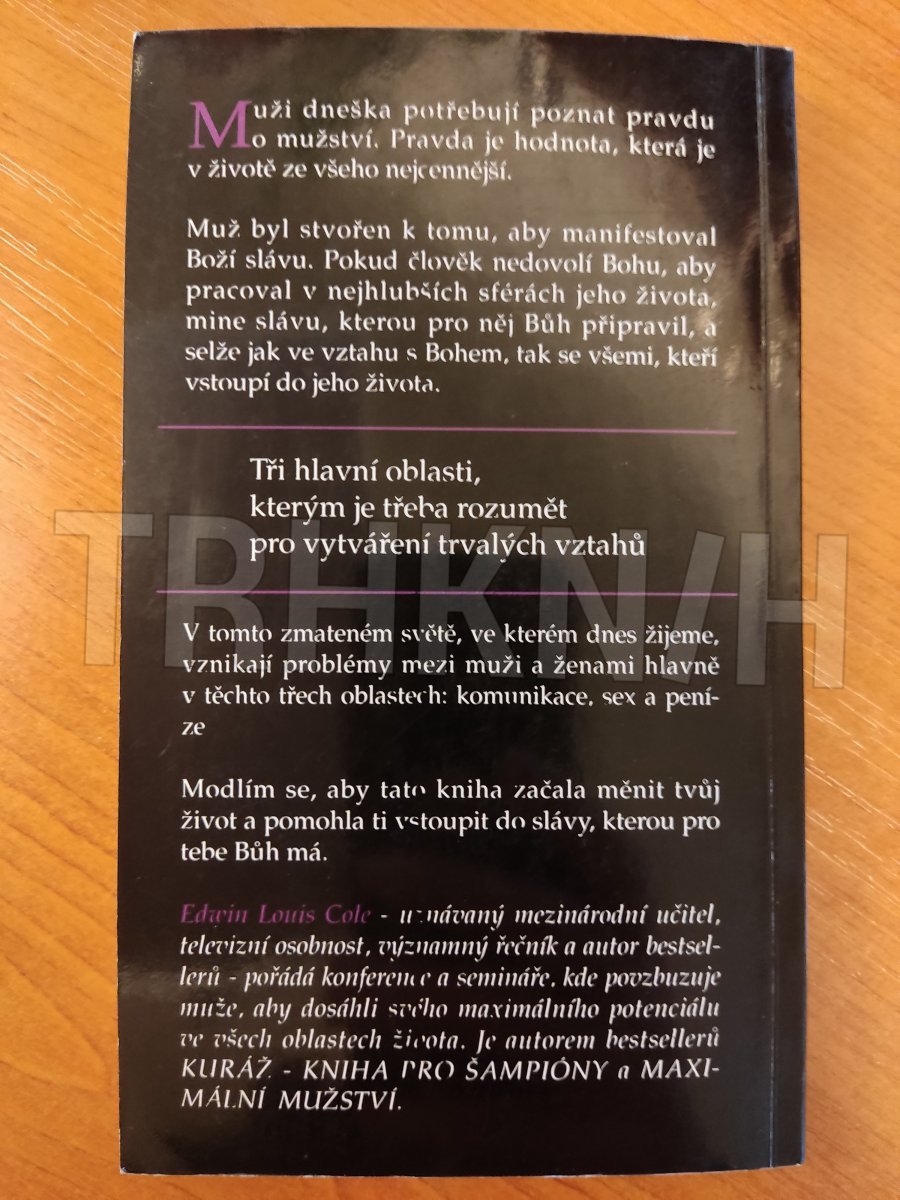 Muži dneška potřebují poznat pravdu
o mužství. Pravda je hodnota, která je
v životě ze všeho nejcennější.
Muž byl stvořen k tomu, aby manifestoval
Boží slávu. Pokud člověk nedovolí Bohu, aby
pracoval v nejhlubších sférách jeho života,
mine slávu, kterou pro něj Bůh připravil, a
selže jak ve vztahu s Bohem, tak se všemi, kteří
vstoupí do jeho života.
Tři hlavní oblasti,
kterým je třeba rozumět
pro vytváření trvalých vztahů
TRHKNIH
V tomto zmateném světě, ve kterém dnes žijeme,
vznikají problémy mezi muži a ženami hlavně
v těchto třech oblastech: komunikace, sex a pení-
ze
Modlím se, aby tato kniha začala měnit tvůj
život a pomohla ti vstoupit do slávy, kterou pro
tebe Bůh má.
Edwin Louis Cole - uznávaný mezinárodní učitel,
televizní osobnost, významný řečník a autor bestsel-
lerů - pořádá konference a semináře, kde povzbuzuje
muže, aby dosáhli svého maximálního potenciálu
ve všech oblastech života. Je autorem bestsellerů
KURÁŽ - KNIHA PRO ŠAMPIÓNY a MAXI-
MÁLNÍ MUŽSTVÍ.